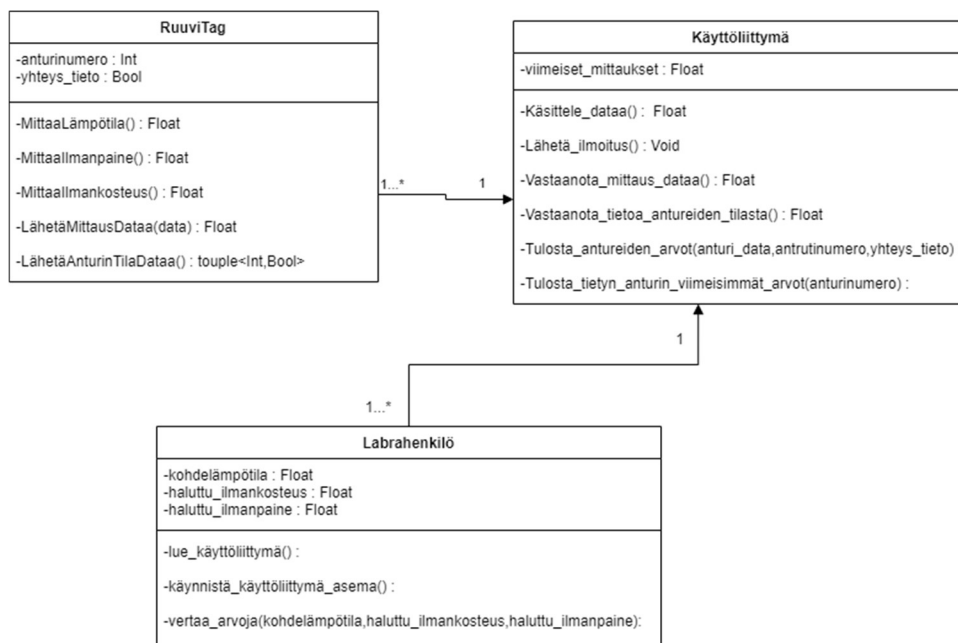 RuuviTag
-anturinumero : Int
-yhteys_tieto : Bool
-MittaaLämpötila() : Float
-MittaaIlmanpaine() : Float
-MittaaIlmankosteus() : Float
-LähetäMittausDataa(data) : Float
-LähetäAnturinTilaDataa() : touple<Int,Bool>
1...*
1
Käyttöliittymä
-viimeiset_mittaukset : Float
-Käsittele_dataa() :  Float
-Lähetä_ilmoitus() : Void
-Vastaanota_mittaus_dataa() : Float
-Vastaanota_tietoa_antureiden_tilasta() : Float
-Tulosta_antureiden_arvot(anturi_data,antrutinumero,yhteys_tieto)
-Tulosta_tietyn_anturin_viimeisimmät_arvot(anturinumero) :
1
1...*
Labrahenkilö
-kohdelämpötila : Float
-haluttu_ilmankosteus : Float
-haluttu_ilmanpaine : Float
-lue_käyttöliittymä() :
-käynnistä_käyttöliittymä_asema() :
-vertaa_arvoja(kohdelämpötila,haluttu_ilmankosteus,haluttu_ilmanpaine):